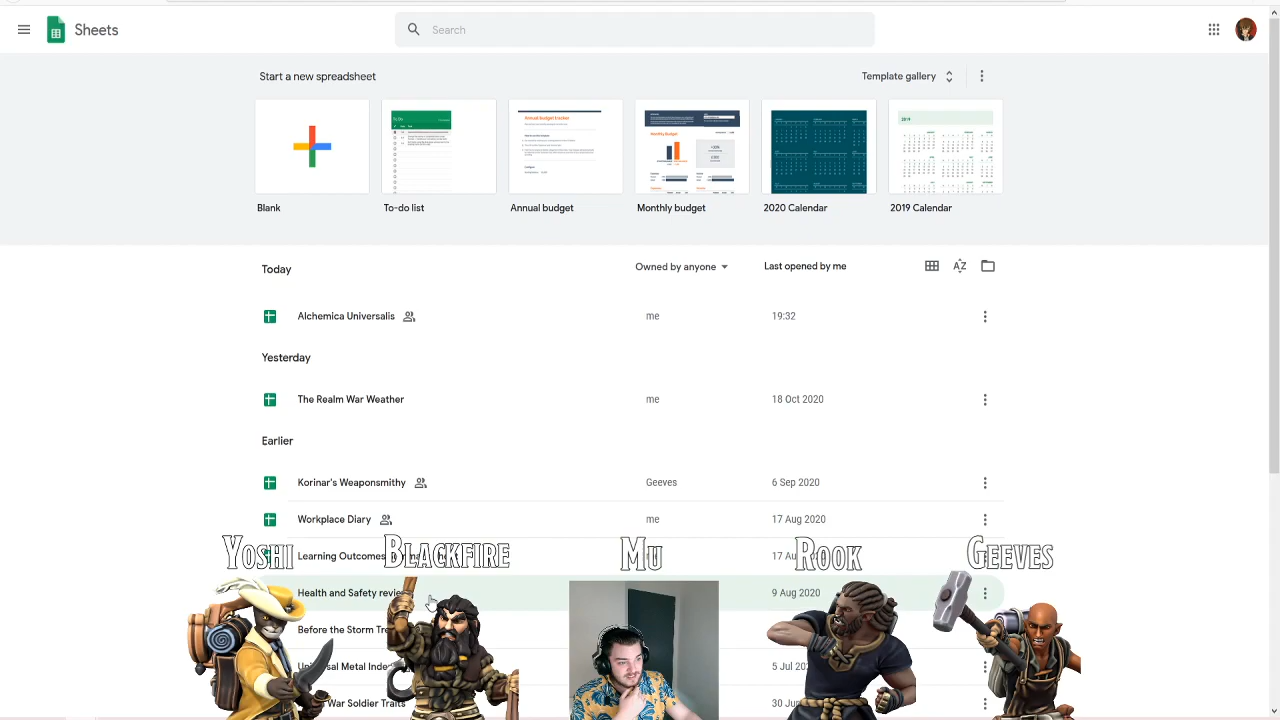 Sheets
Search
Start a new spreadsheet
Template gallery
Blank
To-do list
Annual budget
Monthly budget
2020 Calendar
2019 Calendar
Today
Owned by anyone
Last opened by me
Alchemica Universalis
me
19:32
Yesterday
The Realm War Weather
me
18 Oct 2020
Earlier
Korinar's Weaponsmithy
Geeves
6 Sep 2020
Workplace Diary
me
17 Aug 2020
Yoshi
Blackfire
Mu
Rook
Geeves
Learning Outcomes
17 Au
Health and Safety revie
9 Aug 2020
Before the Storm
5 Jul 202
War Soldier Traits